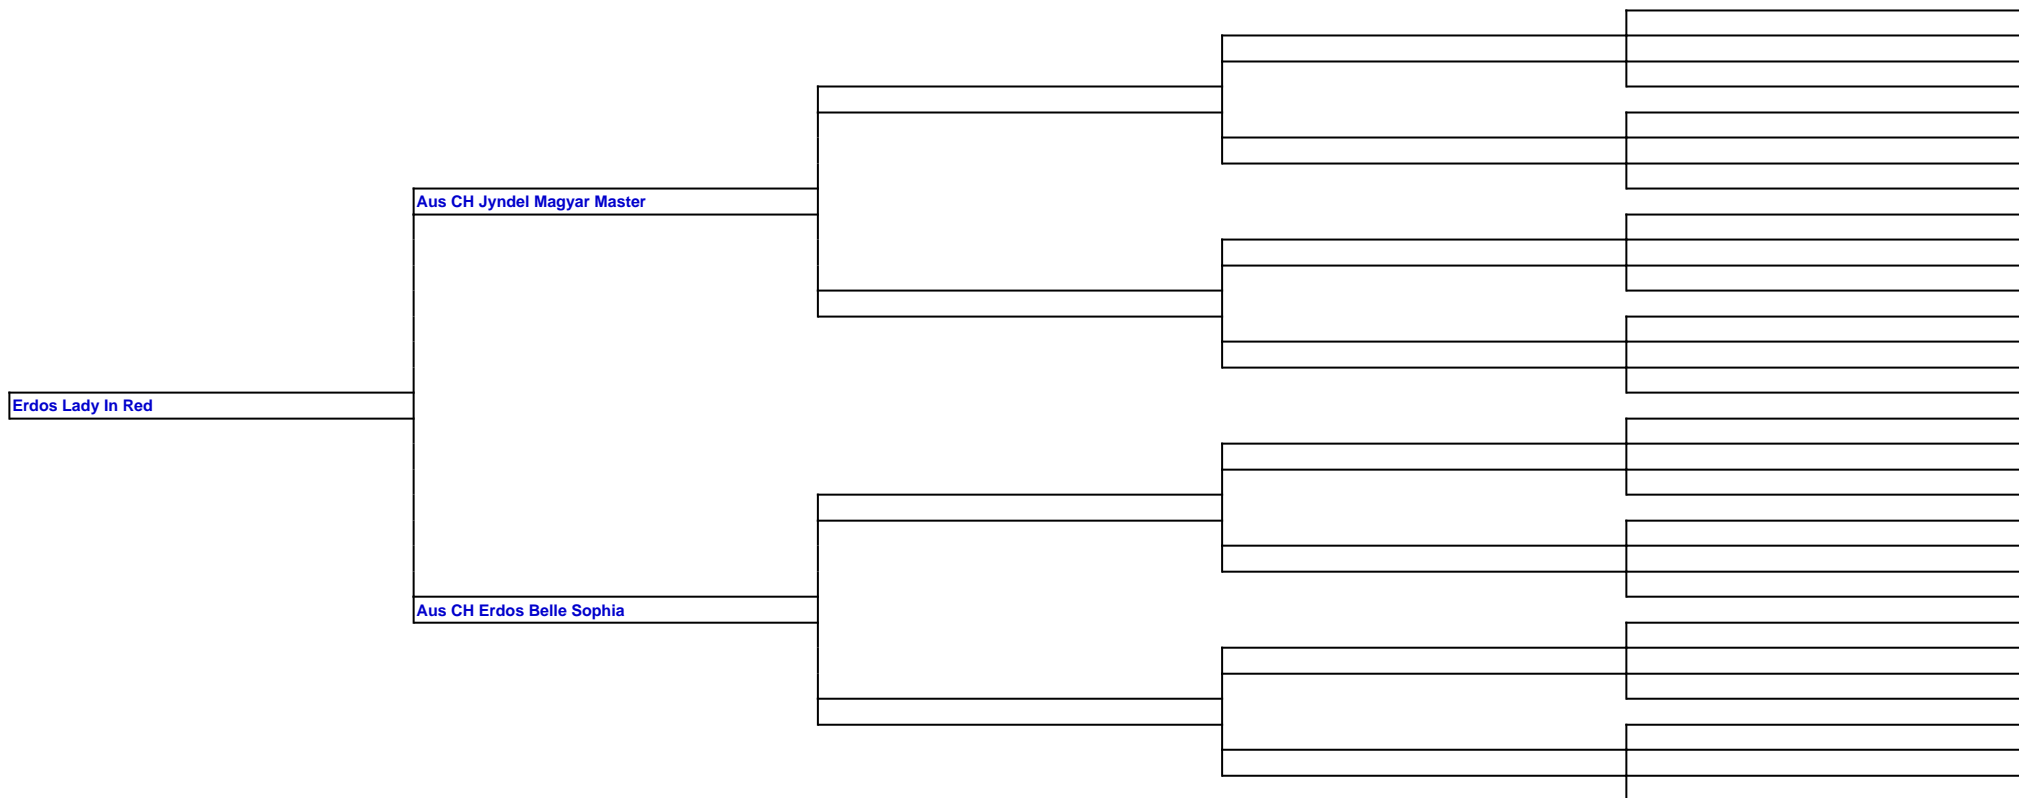 Aus CH Jyndel Magyar Master
Erdos Lady In Red
Aus CH Erdos Belle Sophia